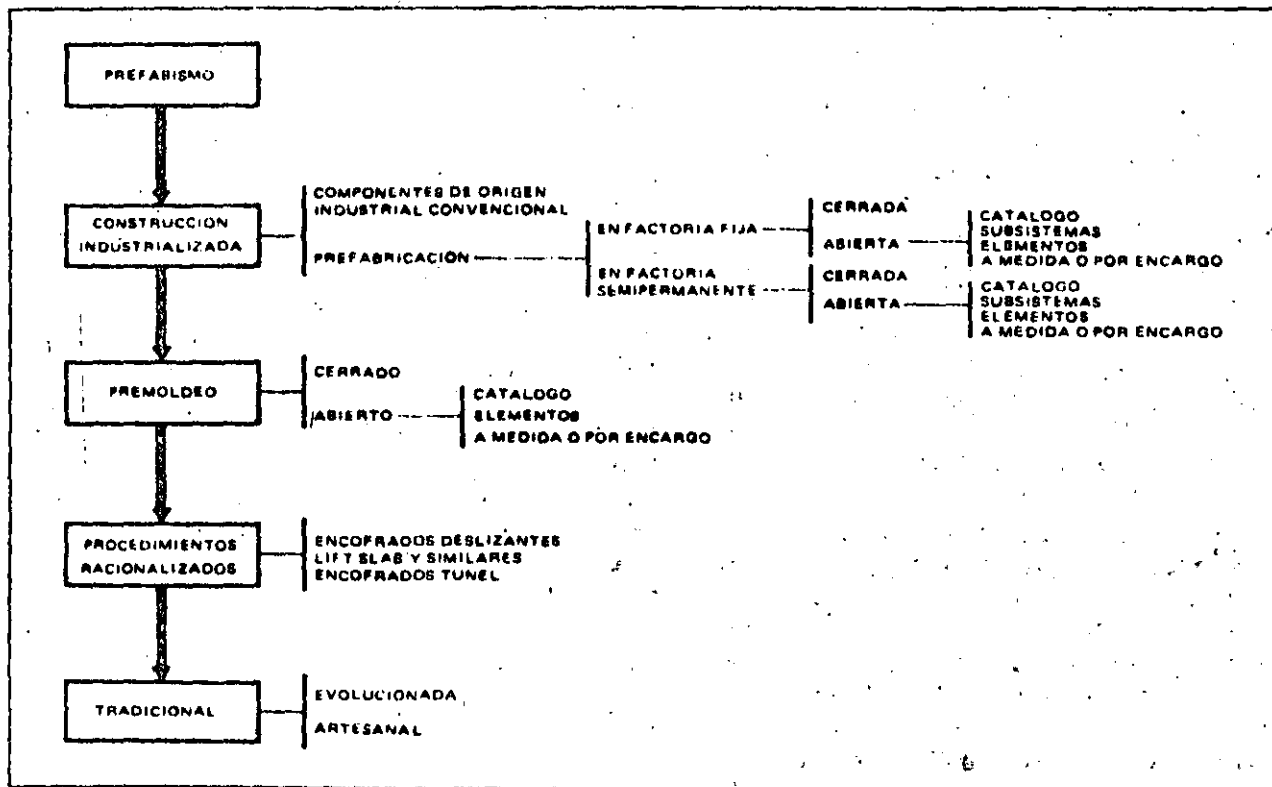 PREFABISMO
CONSTRUCCION
INDUSTRIALIZADA
COMPONENTES DE ORIGEN
INDUSTRIAL CONVENCIONAL
PREFABRICACION
EN FACTORIA FIJA
CERRADA
ABIERTA
CATALOGO
SUBSISTEMAS
ELEMENTOS
A MEDIDA O POR ENCARGO
EN FACTORIA
SEMIPERMANENTE
CERRADA
ABIERTA
CATALOGO
SUBSISTEMAS
ELEMENTOS
A MEDIDA O POR ENCARGO
PREMOLDEO
CERRADO
ABIERTO
CATALOGO
ELEMENTOS
A MEDIDA O POR ENCARGO
PROCEDIMIENTOS
RACIONALIZADOS
ENCOFRADOS DESLIZANTES
LIFT SLAB Y SIMILARES
ENCOFRADOS TUNEL
TRADICIONAL
EVOLUCIONADA
ARTESANAL